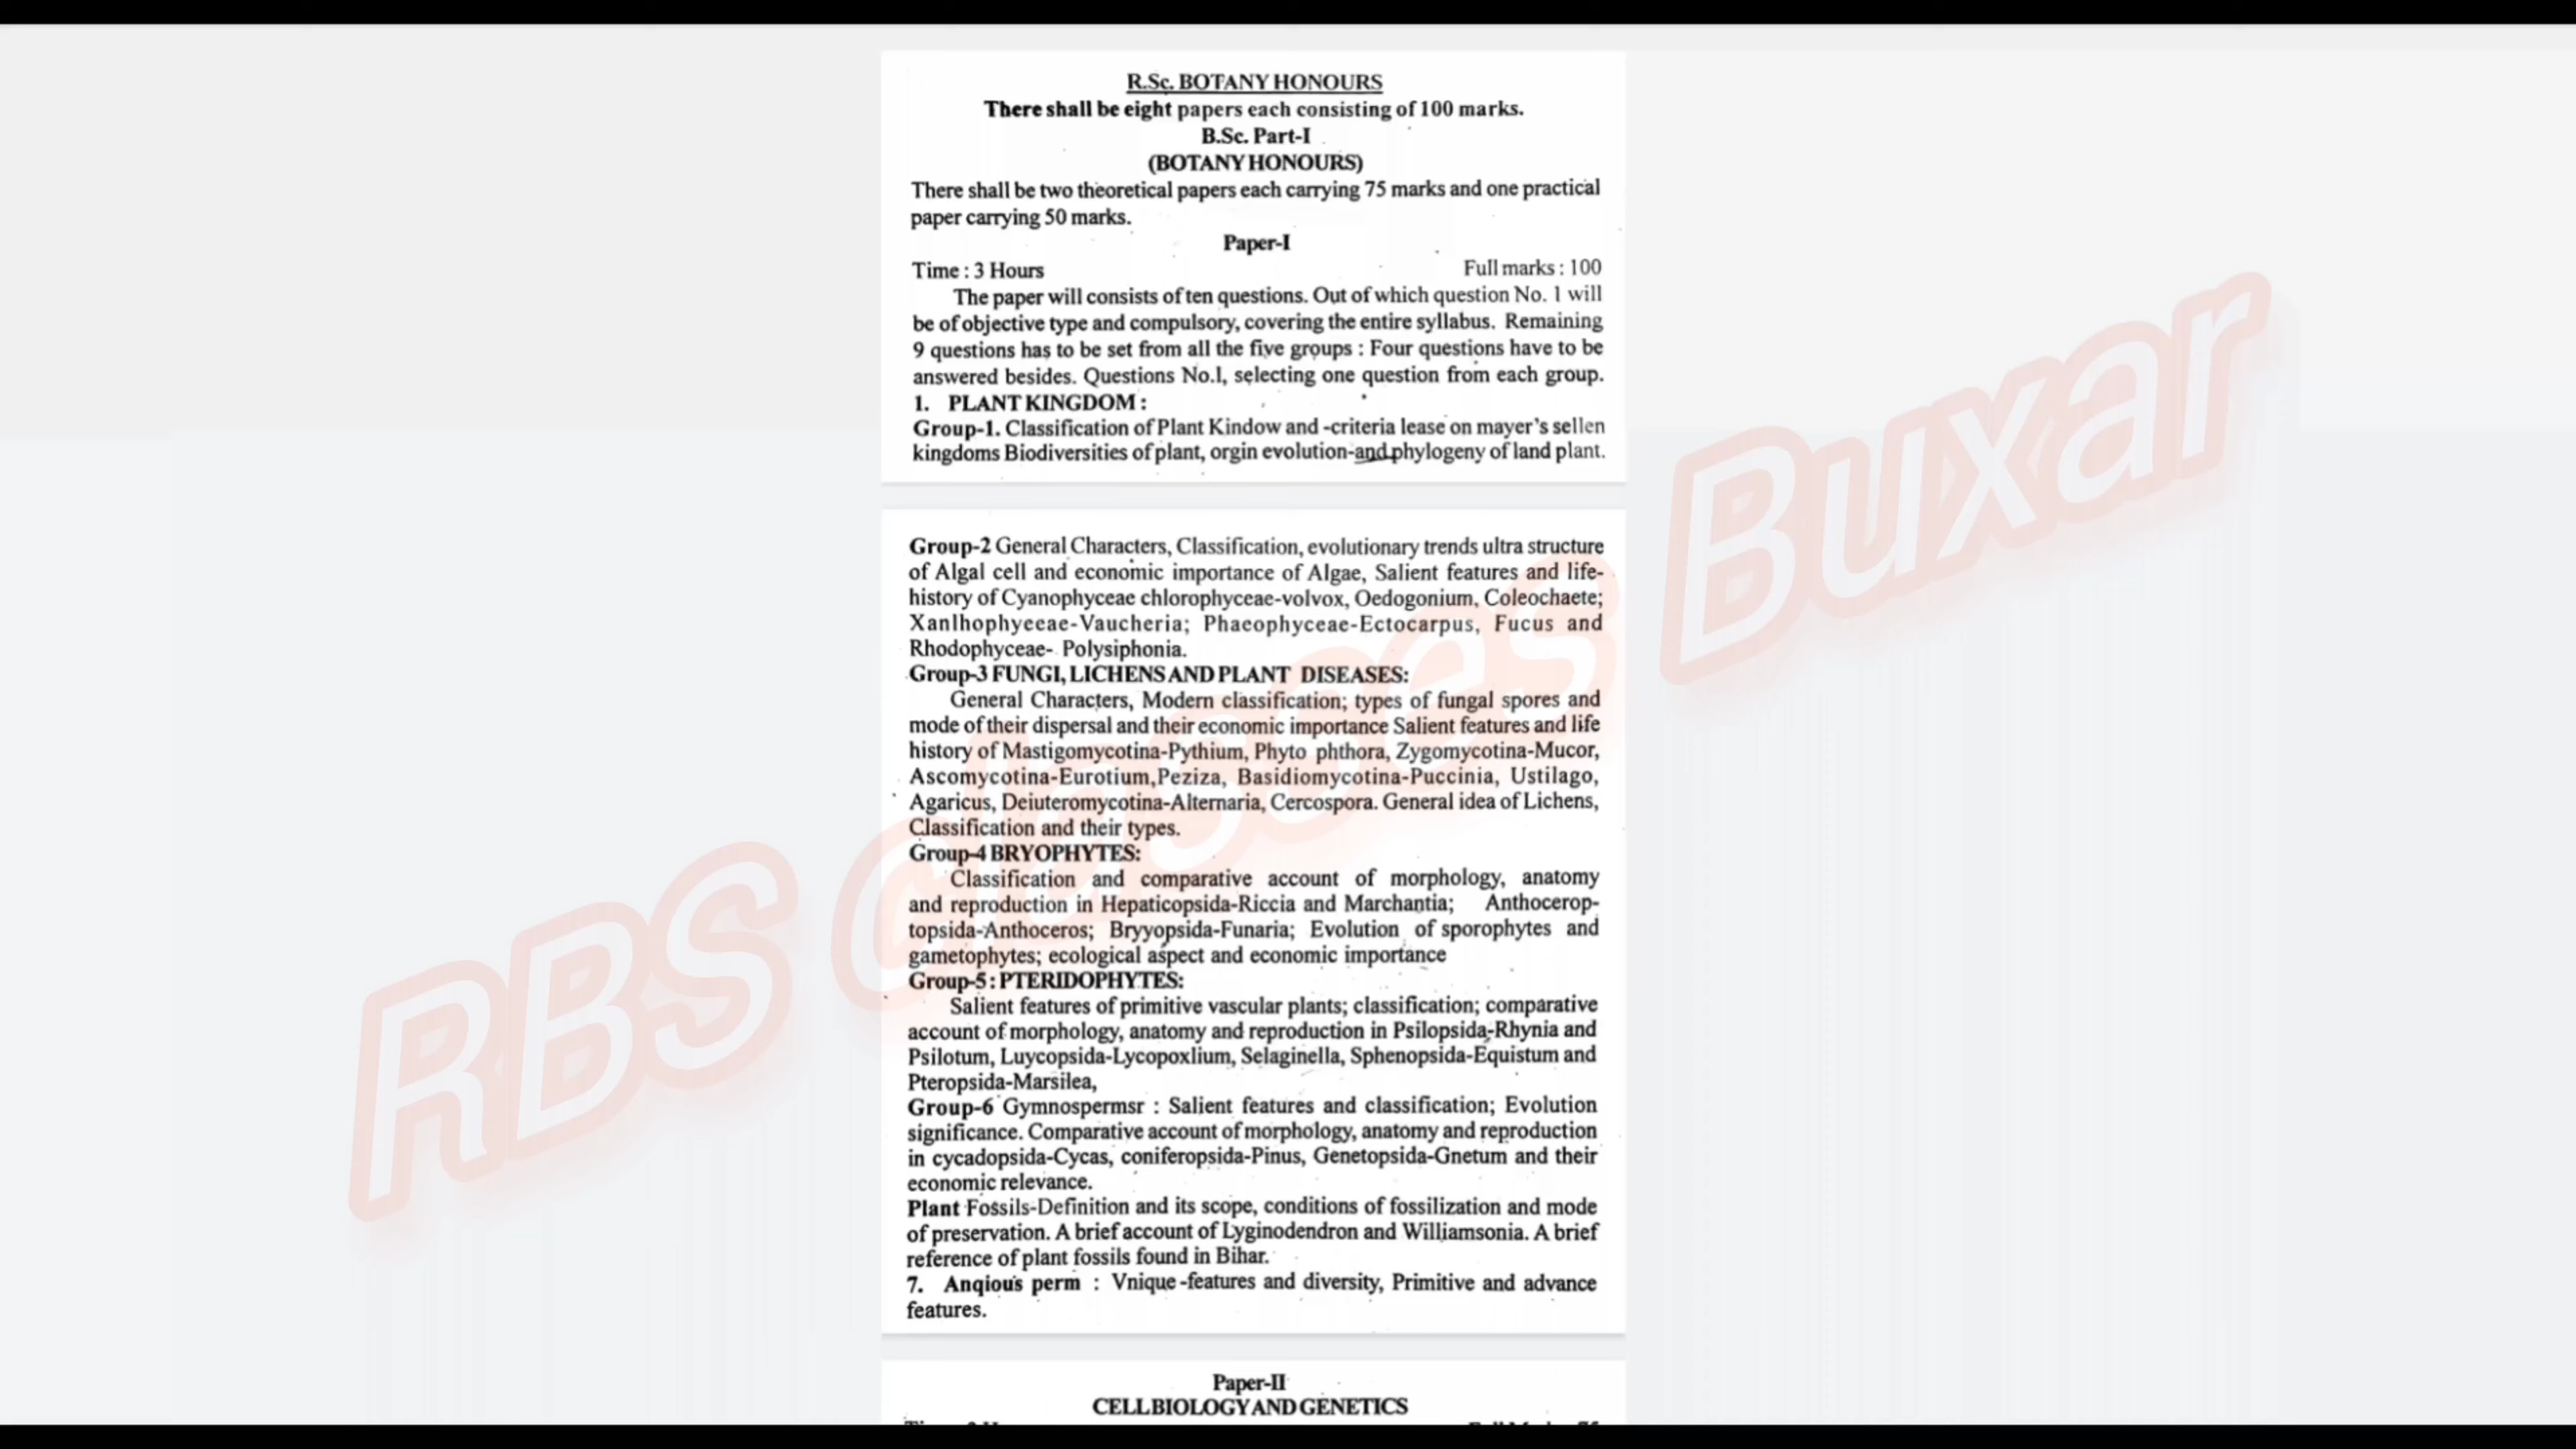 R.Sc. BOTANY HONOURS
There shall be eight papers each consisting of 100 marks.
B.Sc. Part-I
(BOTANY HONOURS)
There shall be two theoretical papers each carrying 75 marks and one practical
paper carrying 50 marks.
Paper-I
Time : 3 Hours Full marks : 100
The paper will consists of ten questions. Out of which question No. 1 will
be of objective type and compulsory, covering the entire syllabus. Remaining
9 questions has to be set from all the five groups : Four questions have to be
answered besides. Questions No.I, selecting one question from each group.
1. PLANT KINGDOM :
Group-1. Classification of Plant Kindow and -criteria lease on mayer's sellen
kingdoms Biodiversities of plant, orgin evolution-and phylogeny of land plant.
Group-2 General Characters, Classification, evolutionary trends ultra structure
of Algal cell and economic importance of Algae, Salient features and life-
history of Cyanophyceae chlorophyceae-volvox, Oedogonium, Coleochaete;
Xanlhophyeeae-Vaucheria; Phaeophyceae-Ectocarpus, Fucus and
Rhodophyceae- Polysiphonia.
Group-3 FUNGI, LICHENS AND PLANT DISEASES:
General Characters, Modern classification; types of fungal spores and
mode of their dispersal and their economic importance Salient features and life
history of Mastigomycotina-Pythium, Phyto phthora, Zygomycotina-Mucor,
Ascomycotina-Eurotium,Peziza, Basidiomycotina-Puccinia, Ustilago,
Agaricus, Deiuteromycotina-Alternaria, Cercospora. General idea of Lichens,
Classification and their types.
Group-4 BRYOPHYTES:
Classification and comparative account of morphology, anatomy
and reproduction in Hepaticopsida-Riccia and Marchantia; Anthocerop-
topsida-Anthoceros; Bryyopsida-Funaria; Evolution of sporophytes and
gametophytes; ecological aspect and economic importance
Group-5 : PTERIDOPHYTES:
Salient features of primitive vascular plants; classification; comparative
account of morphology, anatomy and reproduction in Psilopsida-Rhynia and
Psilotum, Luycopsida-Lycopoxlium, Selaginella, Sphenopsida-Equistum and
Pteropsida-Marsilea,
Group-6 Gymnospermsr : Salient features and classification; Evolution
significance. Comparative account of morphology, anatomy and reproduction
in cycadopsida-Cycas, coniferopsida-Pinus, Genetopsida-Gnetum and their
economic relevance.
Plant Fossils-Definition and its scope, conditions of fossilization and mode
of preservation. A brief account of Lyginodendron and Williamsonia. A brief
reference of plant fossils found in Bihar.
7. Anqious perm : Vnique -features and diversity, Primitive and advance
features.
Paper-II
CELL BIOLOGY AND GENETICS
RBS classes Buxar